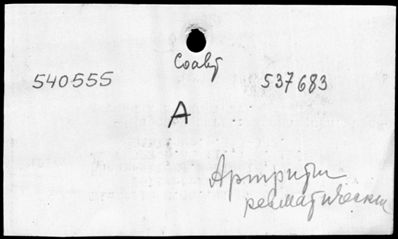 Соавт
540555 537683
А
Артриты
ревматические